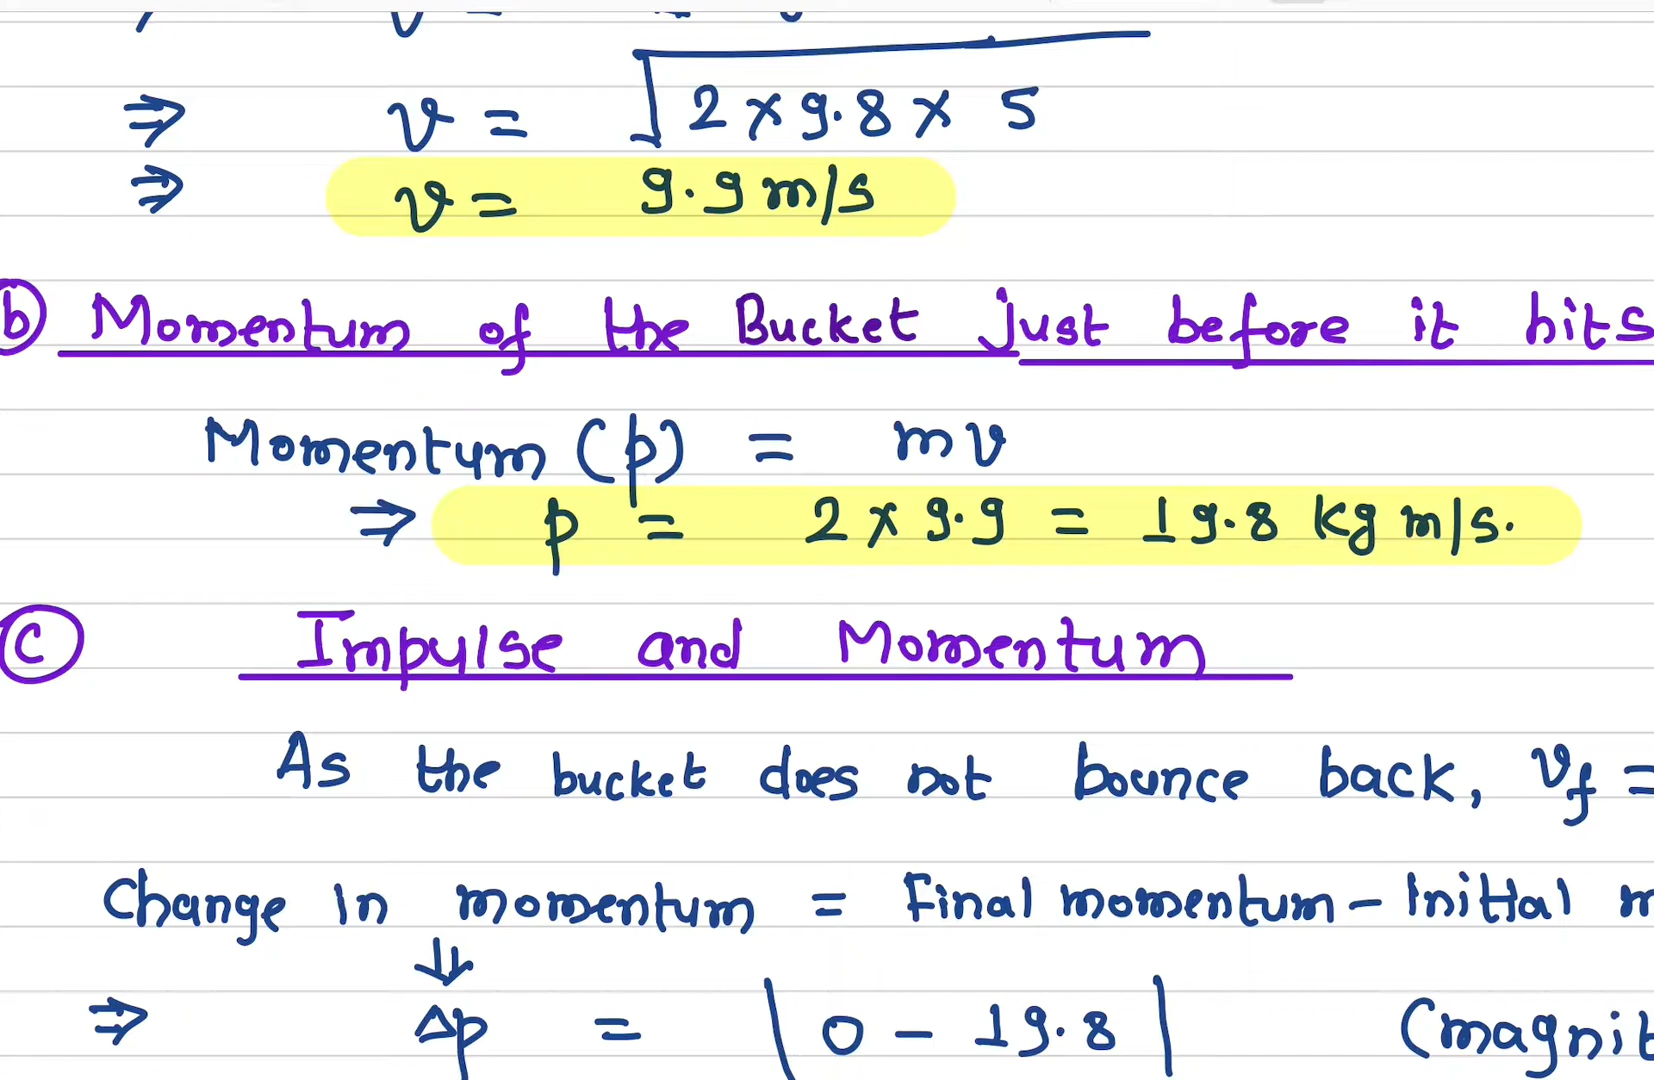 ⇒ v = √2 × 9.8 × 5
⇒ v = 9.9 m/s
b) Momentum of the Bucket just before it hits
Momentum (p) = mv
⇒ p = 2 × 9.9 = 19.8 kg m/s.
(c) Impulse and Momentum
As the bucket does not bounce back, vf =
Change in momentum = Final momentum - Initial m
⇓
⇒ Δp = |0 - 19.8| (magnit